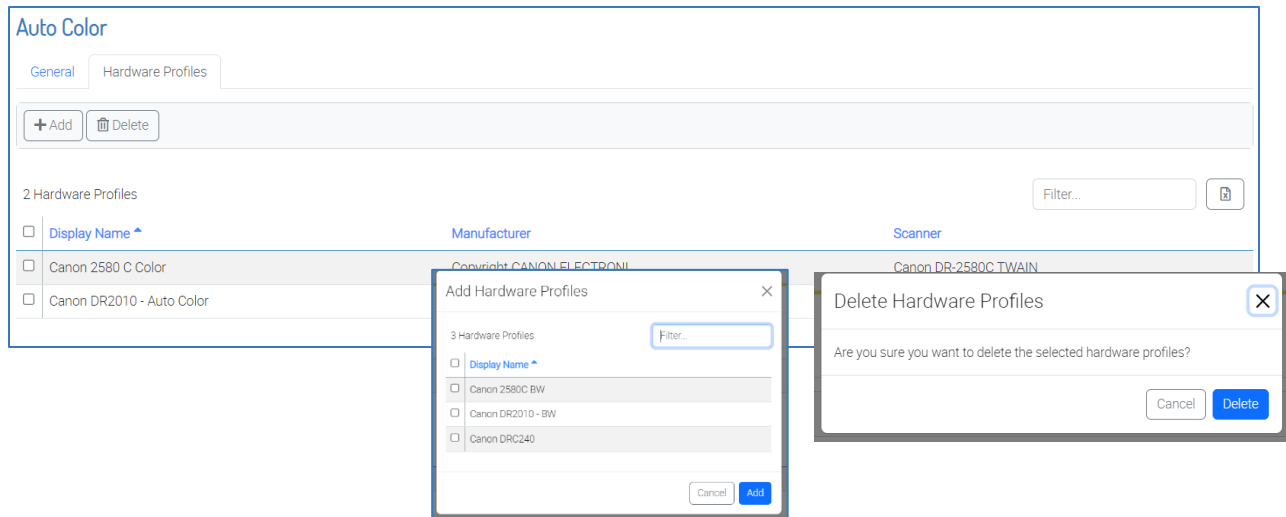 Auto Color
General Hardware Profiles
Add Delete
2 Hardware Profiles Filter...
Display Name Manufacturer Scanner
Canon 2580 C Color Copyright CANON ELECTRONI... Canon DR-2580C TWAIN
Canon DR2010 - Auto Color
Add Hardware Profiles
3 Hardware Profiles Filter...
Display Name
Canon 2580C BW
Canon DR2010 - BW
Canon DRC240
Cancel Add
Delete Hardware Profiles
Are you sure you want to delete the selected hardware profiles?
Cancel Delete